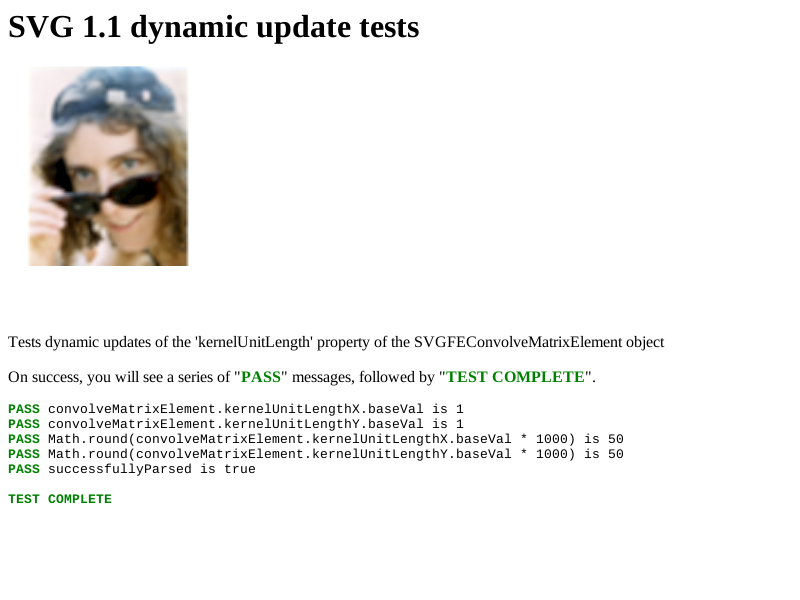 SVG 1.1 dynamic update tests
Tests dynamic updates of the 'kernelUnitLength' property of the SVGFEConvolveMatrixElement object
On success, you will see a series of "PASS" messages, followed by "TEST COMPLETE".
PASS convolveMatrixElement.kernelUnitLengthX.baseVal is 1
PASS convolveMatrixElement.kernelUnitLengthY.baseVal is 1
PASS Math.round(convolveMatrixElement.kernelUnitLengthX.baseVal * 1000) is 50
PASS Math.round(convolveMatrixElement.kernelUnitLengthY.baseVal * 1000) is 50
PASS successfullyParsed is true
TEST COMPLETE